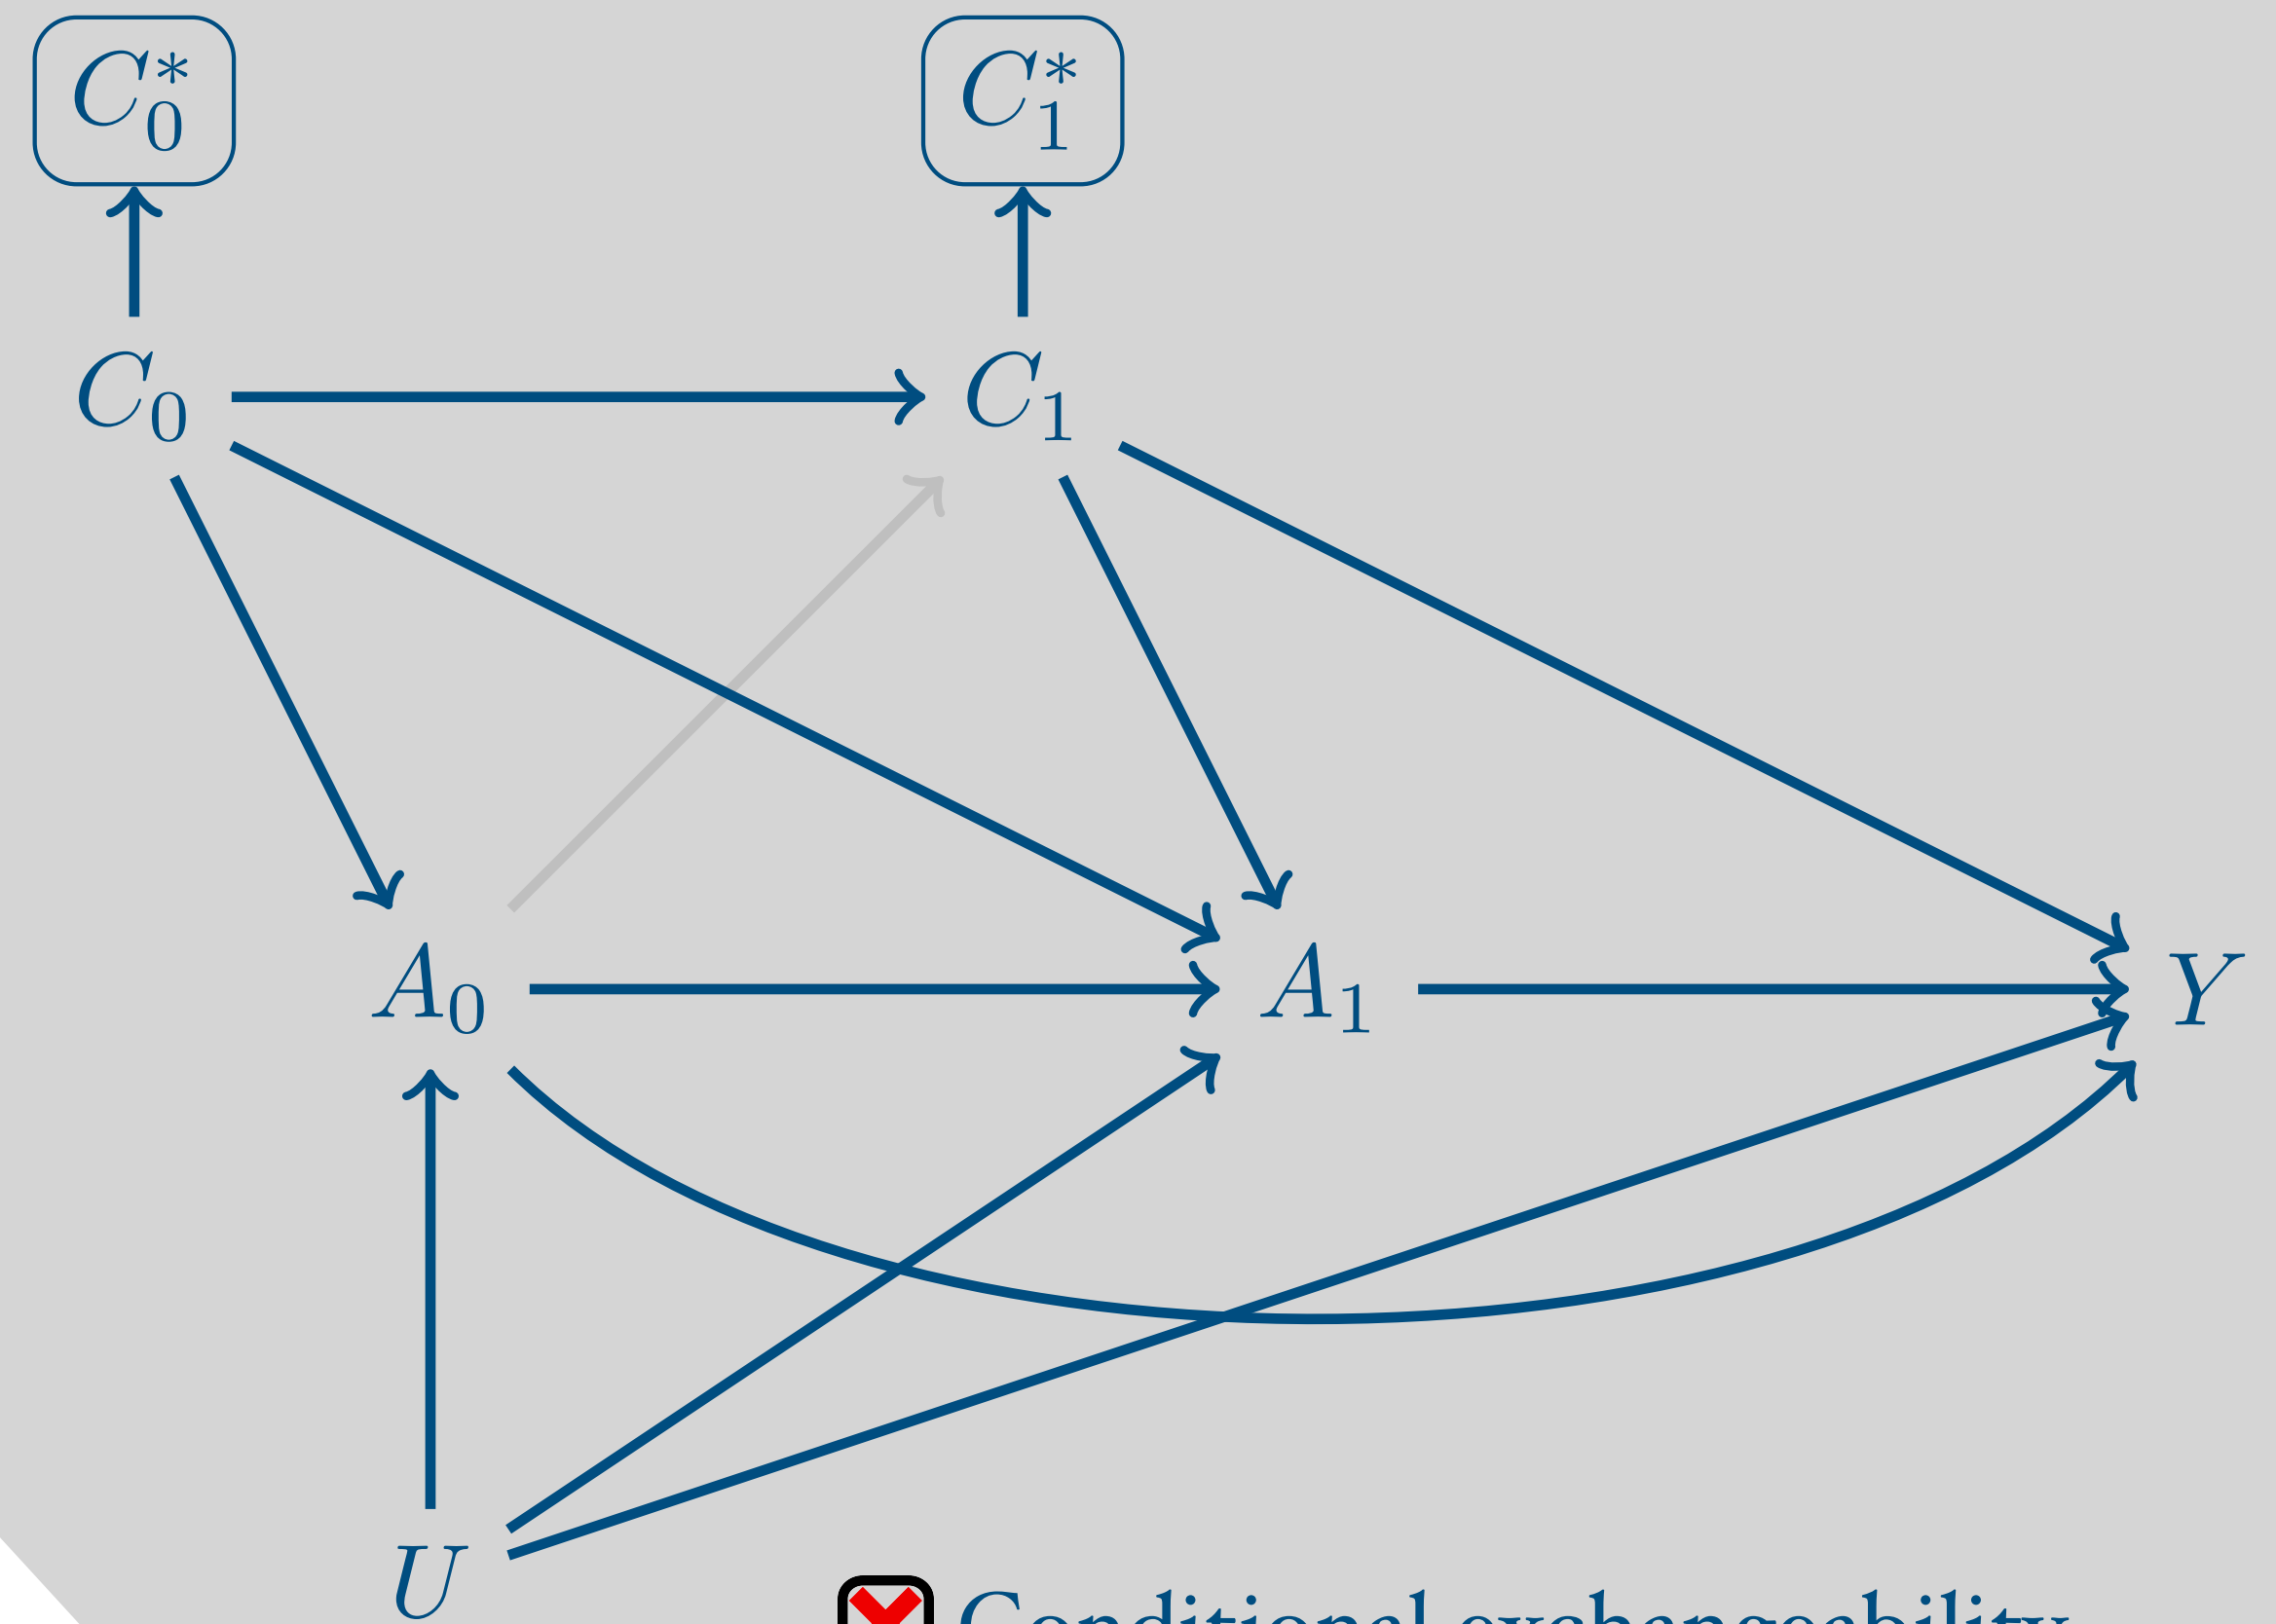 C₀* C₁*
C₀ C₁
A₀ A₁ Y
U
Conditional exchangeability